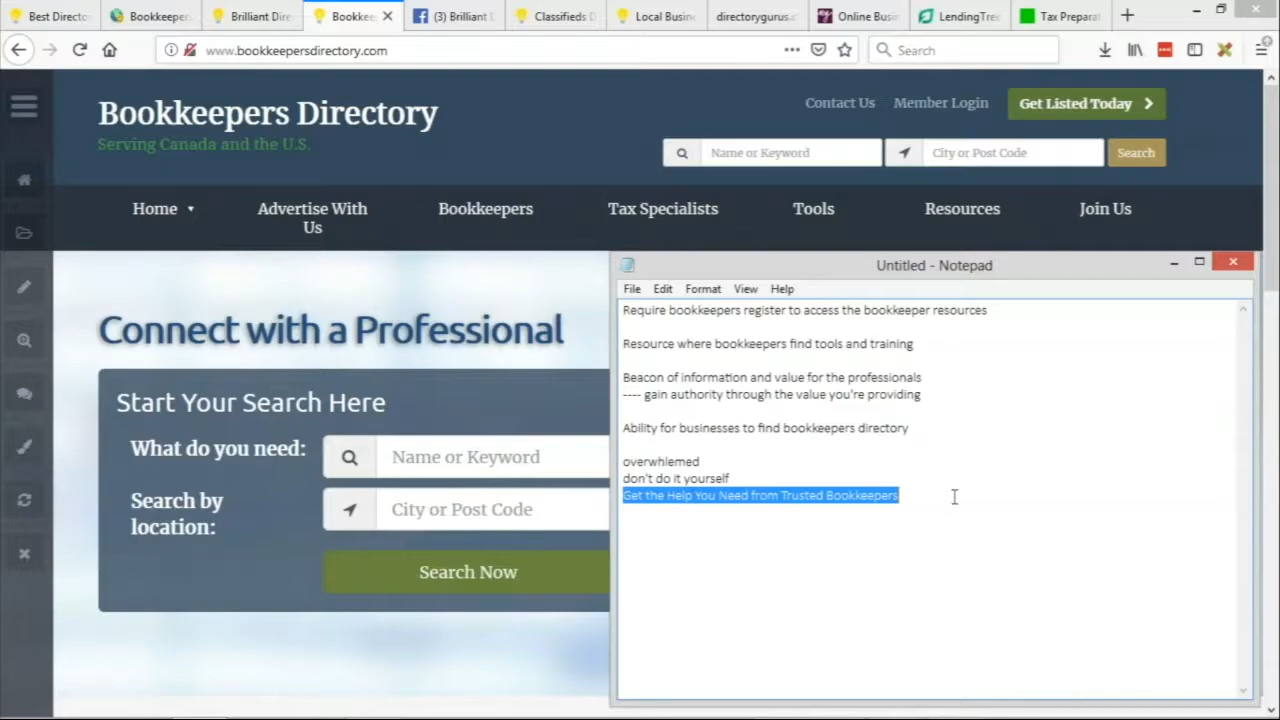 Best Directo
Bookkeeper
Brilliant Dire
Bookkee
(3) Brilliant
Classifieds D
Local Busin
directorygurus.c
Online Busi
LendingTree
Tax Preparat
www.bookkeepersdirectory.com
Search
Bookkeepers Directory
Serving Canada and the U.S.
Contact Us
Member Login
Get Listed Today
Name or Keyword
City or Post Code
Search
Home
Advertise With
Us
Bookkeepers
Tax Specialists
Tools
Resources
Join Us
Connect with a Professional
Start Your Search Here
What do you need:
Name or Keyword
Search by
location:
City or Post Code
Search Now
Untitled - Notepad
File Edit Format View Help
Require bookkeepers register to access the bookkeeper resources
Resource where bookkeepers find tools and training
Beacon of information and value for the professionals
---- gain authority through the value you're providing
Ability for businesses to find bookkeepers directory
overwhlemed
don't do it yourself
Get the Help You Need from Trusted Bookkeepers